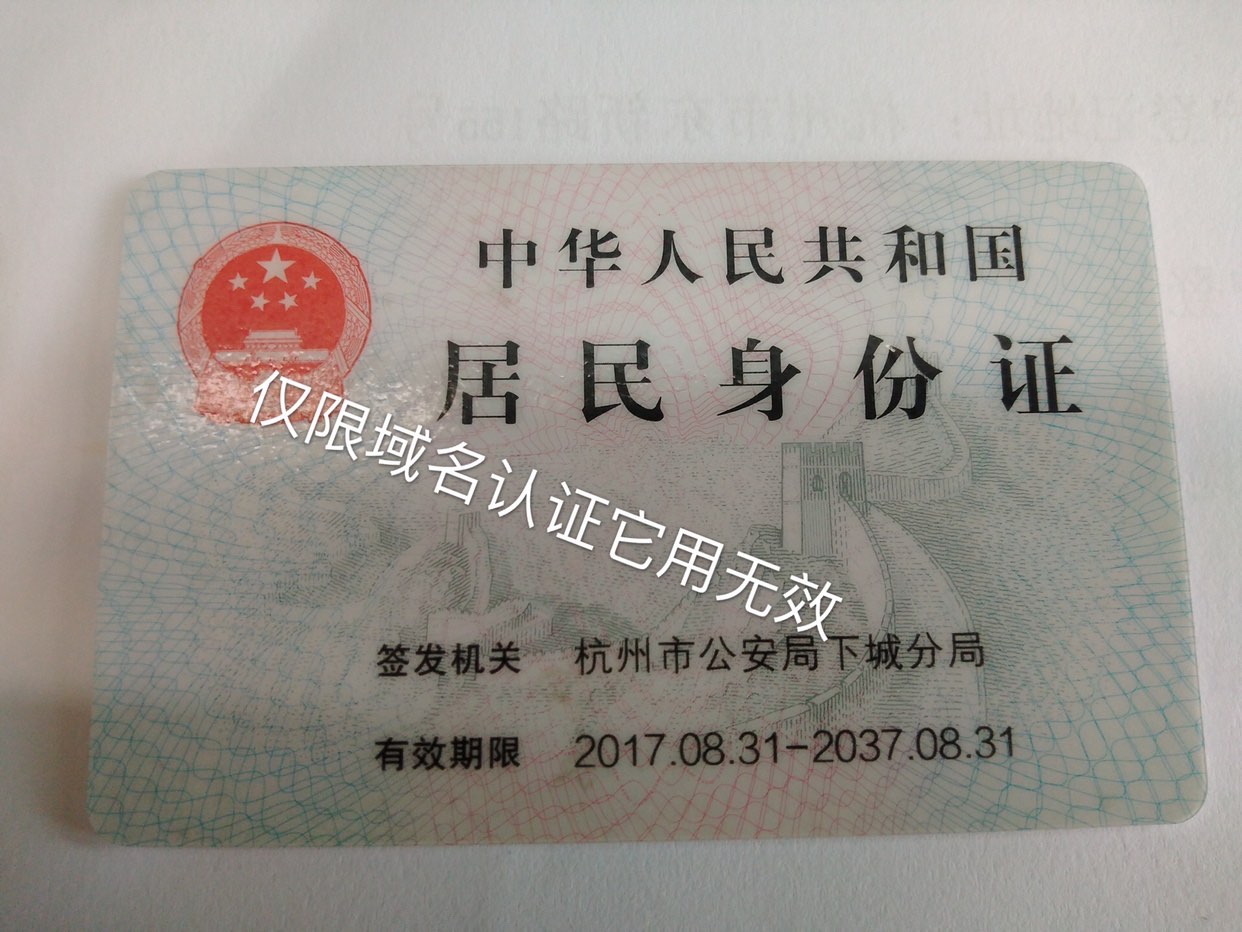 中华人民共和国
居民身份证
仅限域名认证它用无效
签发机关 杭州市公安局下城分局
有效期限 2017.08.31-2037.08.31